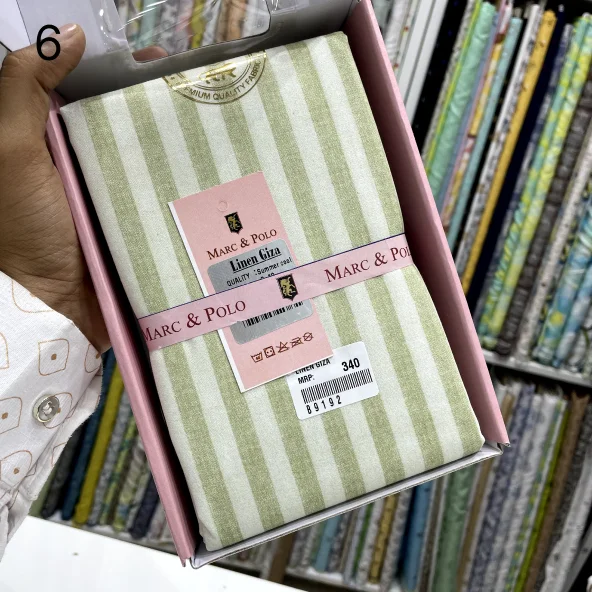 6
PREMIUM QUALITY FABRIC
MARC & POLO
Linen Giza
QUALITY :Summer coat
MARC & POLO
MARC & POLO
LINEN GIZA
340
MRP:
89192